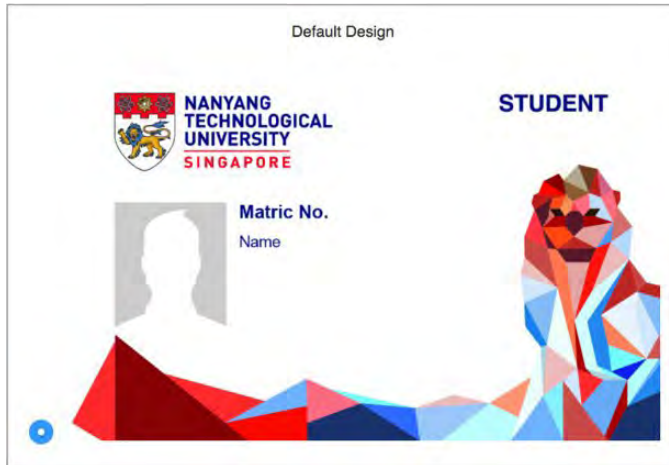 Default Design
NANYANG
TECHNOLOGICAL
UNIVERSITY
SINGAPORE
STUDENT
Matric No.
Name